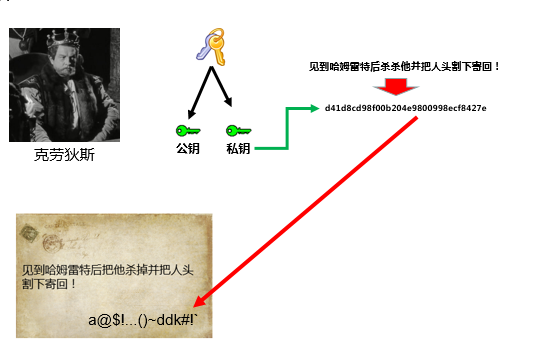 见到哈姆雷特后杀杀他并把人头割下寄回！
d41d8cd98f00b204e9800998ecf8427e
克劳狄斯
公钥
私钥
见到哈姆雷特后把他杀掉并把人头
割下寄回！
a@$!...()~ddk#!`